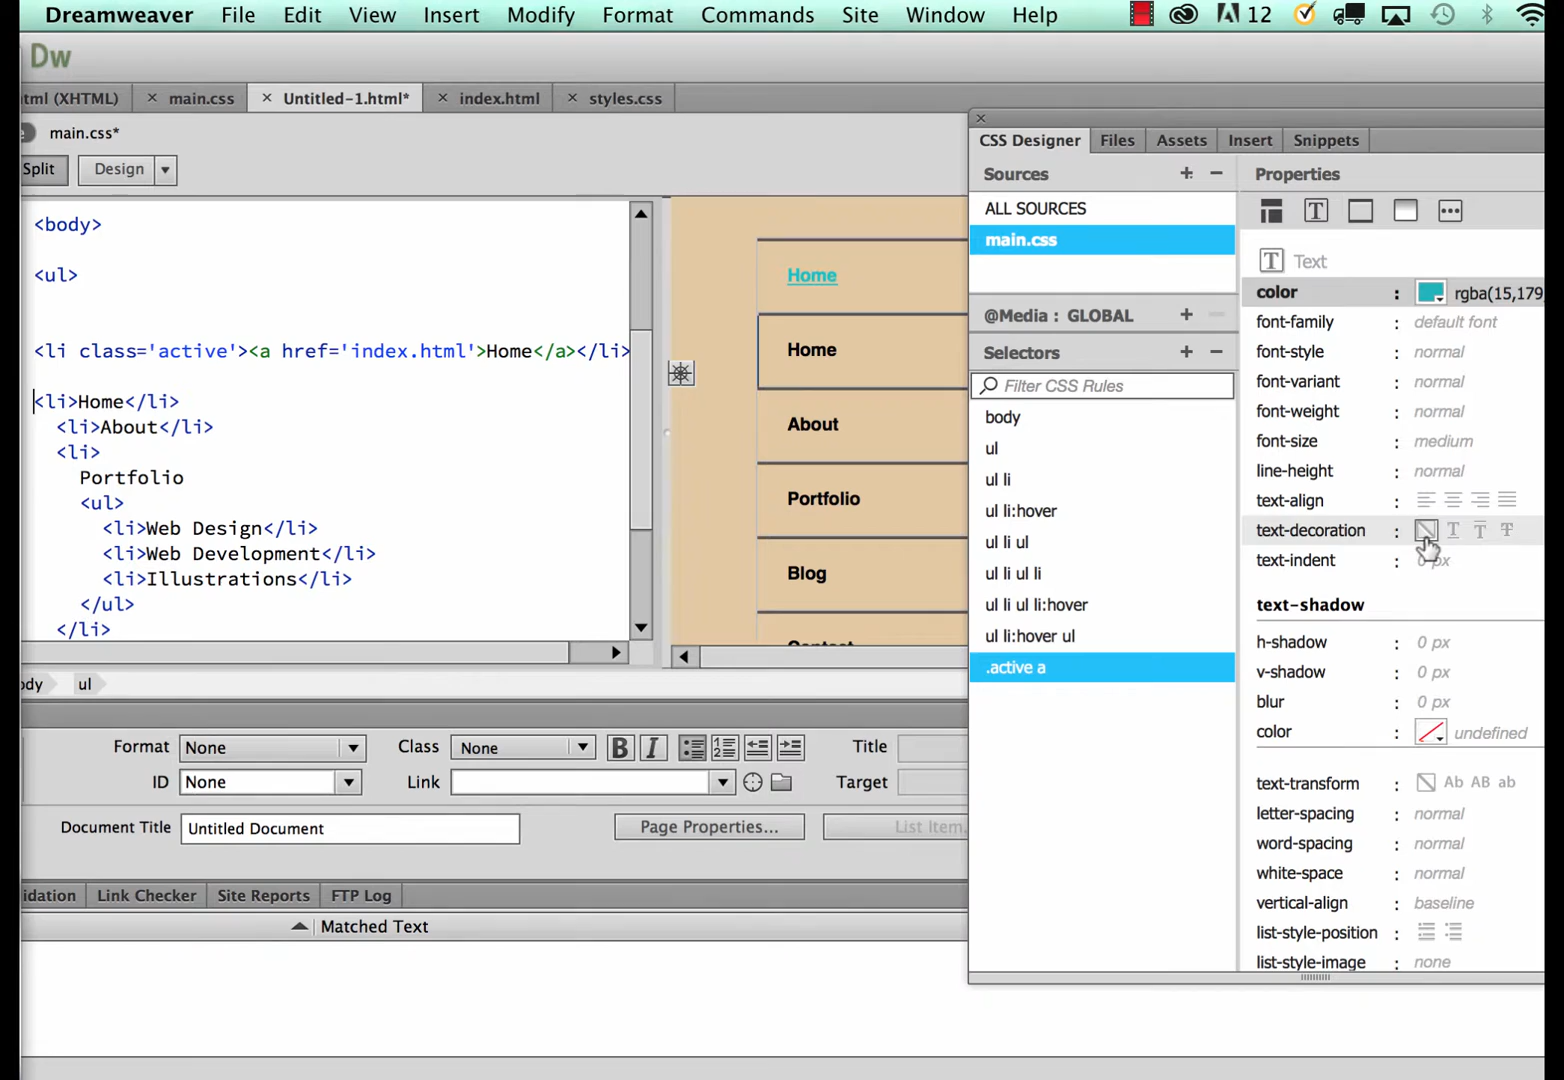 Dreamweaver File Edit View Insert Modify Format Commands Site Window Help 12
Dw
tml (XHTML) main.css Untitled-1.html* index.html styles.css
main.css*
Split Design
CSS Designer Files Assets Insert Snippets
Sources
ALL SOURCES
main.css
@Media : GLOBAL
Selectors
Filter CSS Rules
body
ul
ul li
ul li:hover
ul li ul
ul li ul li
ul li ul li:hover
ul li:hover ul
.active a
Properties
Text
color : rgba(15,179,
font-family : default font
font-style : normal
font-variant : normal
font-weight : normal
font-size : medium
line-height : normal
text-align :
text-decoration :
text-indent : 0 px
text-shadow
h-shadow : 0 px
v-shadow : 0 px
blur : 0 px
color : undefined
text-transform : Ab AB ab
letter-spacing : normal
word-spacing : normal
white-space : normal
vertical-align : baseline
list-style-position :
list-style-image : none
<body>
<ul>
<li class='active'><a href='index.html'>Home</a></li>
<li>Home</li>
<li>About</li>
<li>
Portfolio
<ul>
<li>Web Design</li>
<li>Web Development</li>
<li>Illustrations</li>
</ul>
</li>
Home
Home
About
Portfolio
Blog
Contact
ody ul
Format None Class None B I Title
ID None Link Target
Document Title Untitled Document Page Properties... List Item.
idation Link Checker Site Reports FTP Log
Matched Text